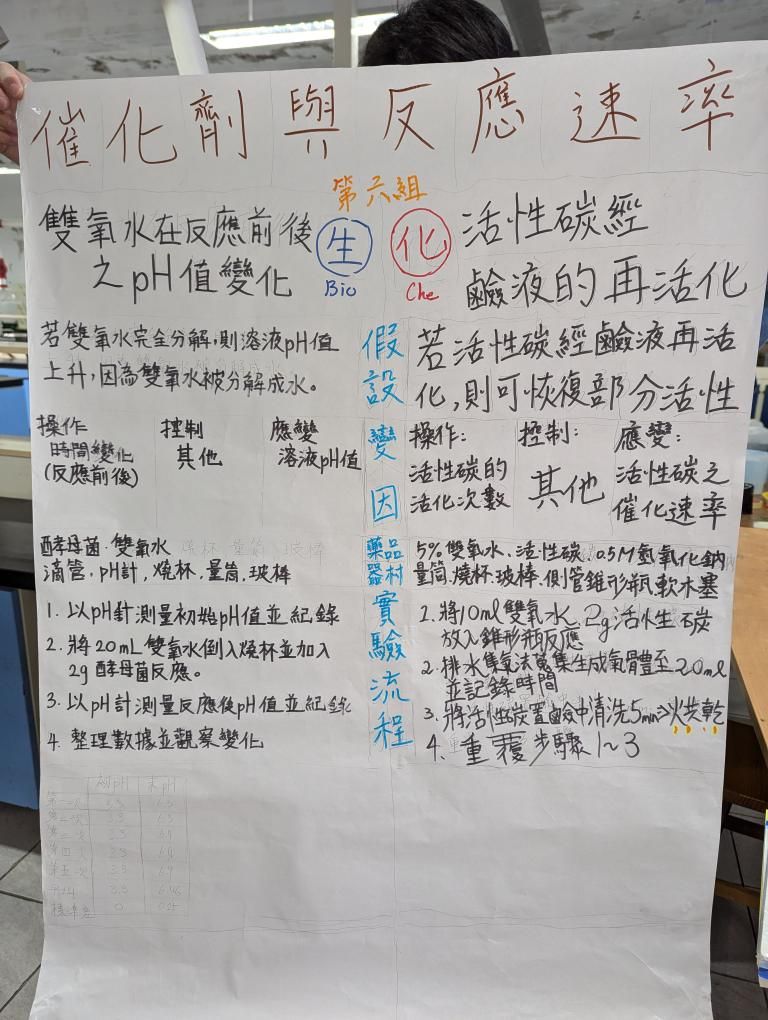 催化劑與反應速率
第六組
雙氧水在反應前後
之pH值變化
生
Bio
化
Che
活性碳經
鹼液的再活化
假設
若雙氧水完全分解,則溶液pH值
上升,因為雙氧水被分解成水。
若活性碳經鹼液再活
化,則可恢復部分活性
變因
操作
時間變化
(反應前後)
控制
其他
應變
溶液pH值
操作:
活性碳的
活化次數
控制:
其他
應變:
活性碳之
催化速率
藥品
器材
酵母菌·雙氧水 燒杯 量筒 玻棒
滴管,pH計,燒杯,量筒,玻棒
5%雙氧水、活性碳、0.5M氫氧化鈉
量筒,燒杯,玻棒,側管錐形瓶,軟木塞
實驗流程
1. 以pH計測量初始pH值並紀錄
2. 將20mL雙氧水倒入燒杯並加入
2g酵母菌反應。
3. 以pH計測量反應後pH值並紀錄
4. 整理數據並觀察變化
1. 將10ml雙氧水、2g活性碳
放入錐形瓶反應
2. 排水集氣法蒐集生成氣體至20ml
並記錄時間
3. 將活性碳置鹼中清洗5min→烘乾
4. 重覆步驟1~3
初pH 末pH
第一次
第二次
第三次
第四次
第五次
平均
標準差 0